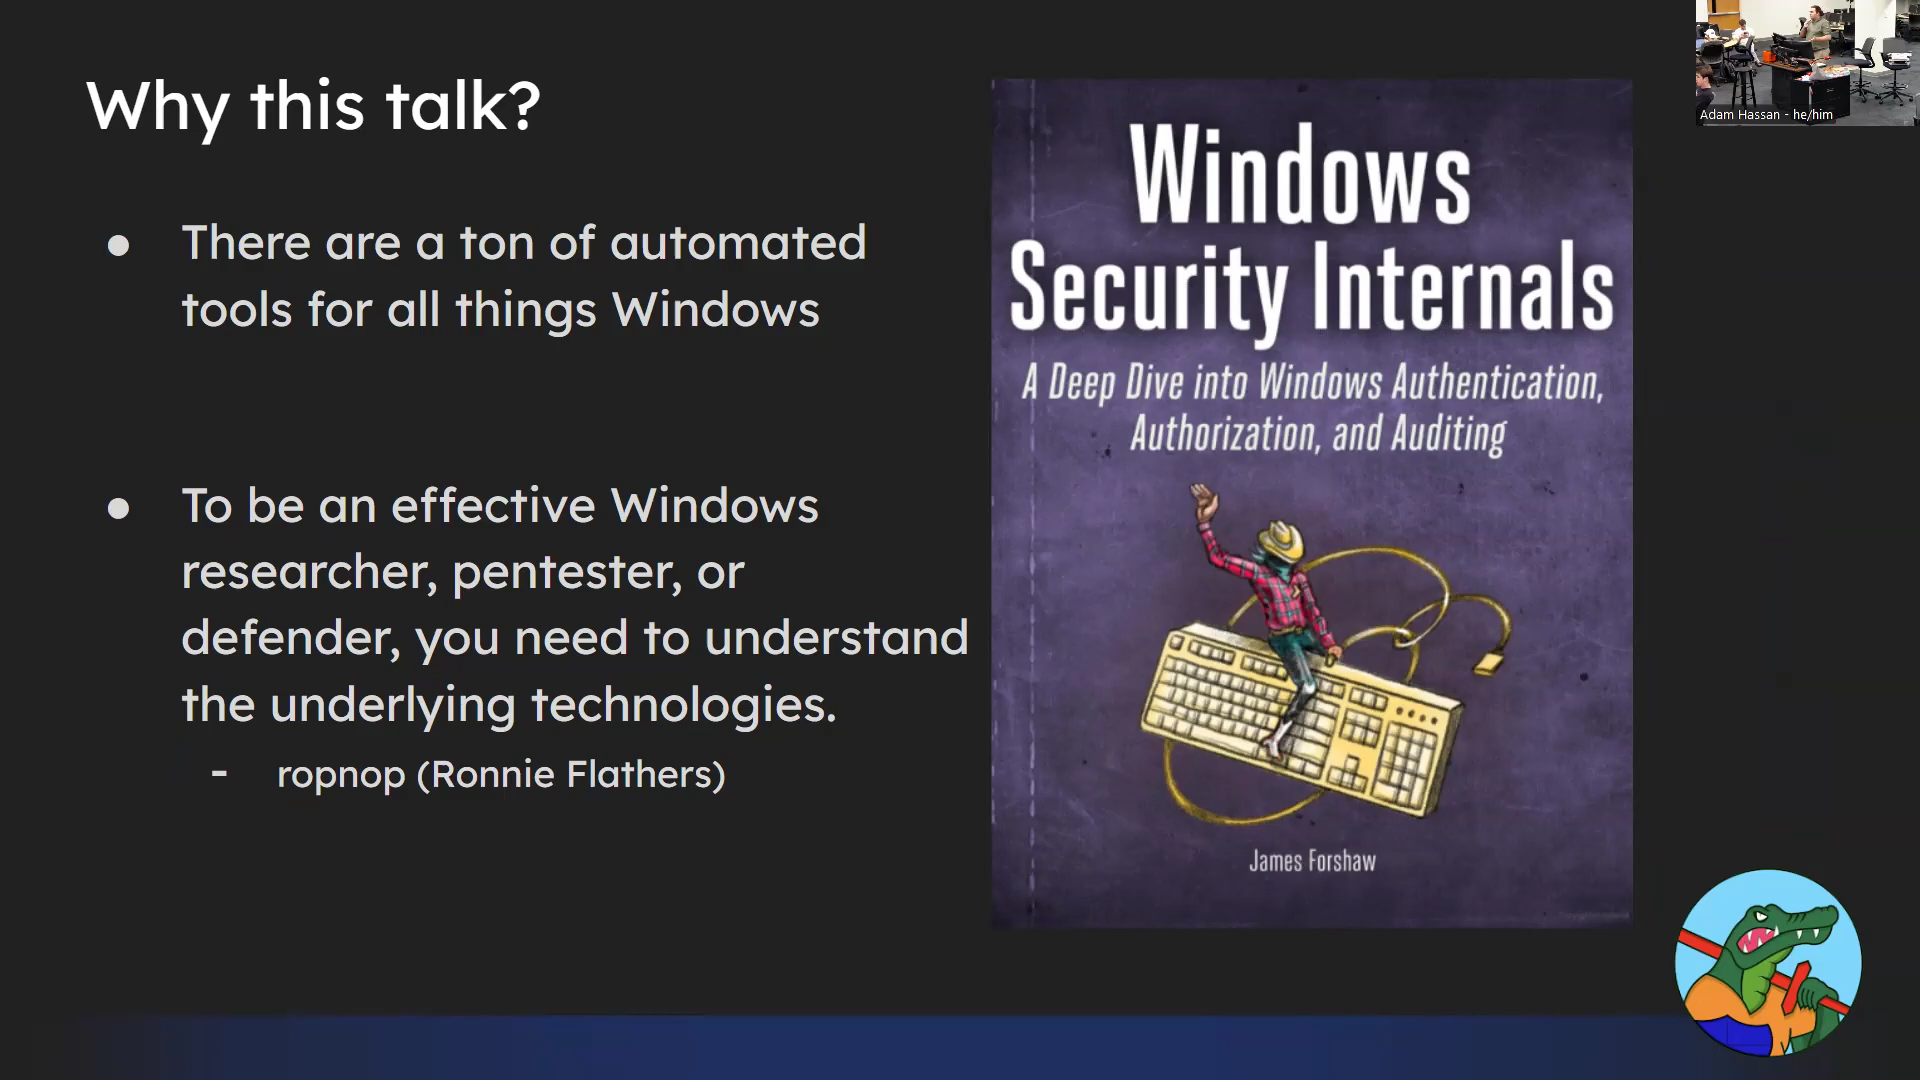 Why this talk?
● There are a ton of automated
tools for all things Windows
● To be an effective Windows
researcher, pentester, or
defender, you need to understand
the underlying technologies.
- ropnop (Ronnie Flathers)
Windows
Security Internals
A Deep Dive into Windows Authentication,
Authorization, and Auditing
James Forshaw
Adam Hassan - he/him